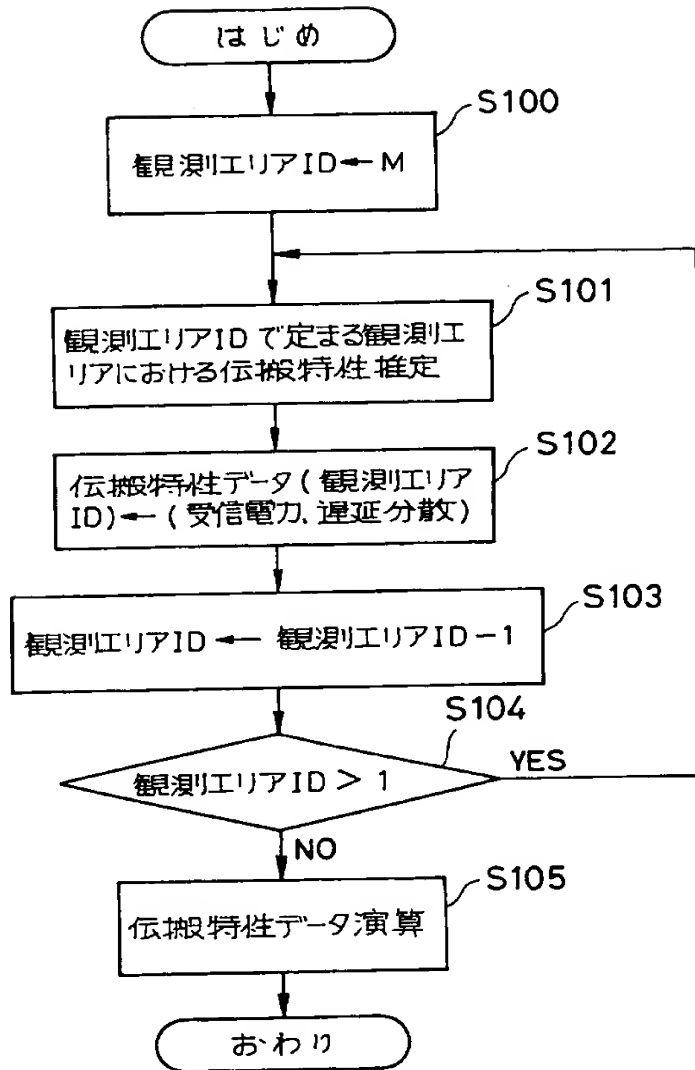 はじめ
S100
観測エリアID←M
S101
観測エリアIDで定まる観測エ
リアにおける伝搬特性推定
S102
伝搬特性データ(観測エリア
ID)←(受信電力、遅延分散)
S103
観測エリアID ← 観測エリアID-1
S104
観測エリアID > 1
YES
NO
S105
伝搬特性データ演算
おわり